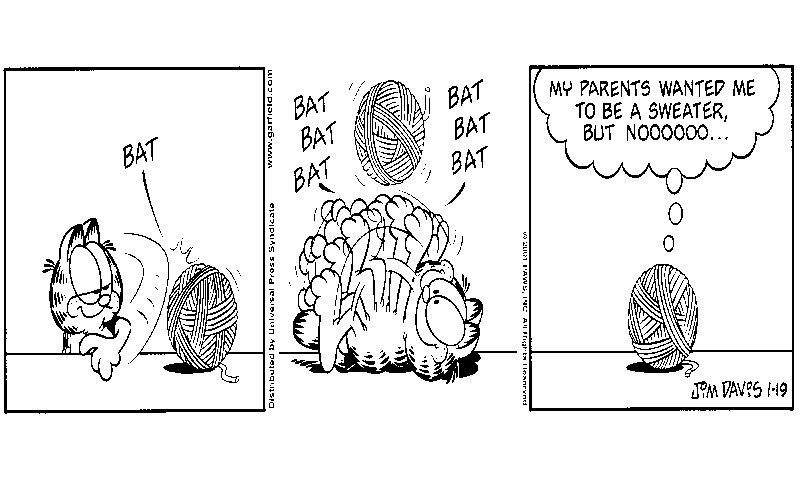 BAT
www.garfield.com
Distributed by Universal Press Syndicate
BAT
BAT
BAT
BAT
BAT
BAT
MY PARENTS WANTED ME
TO BE A SWEATER,
BUT NOOOOOO...
JIM DAVIS 1-19